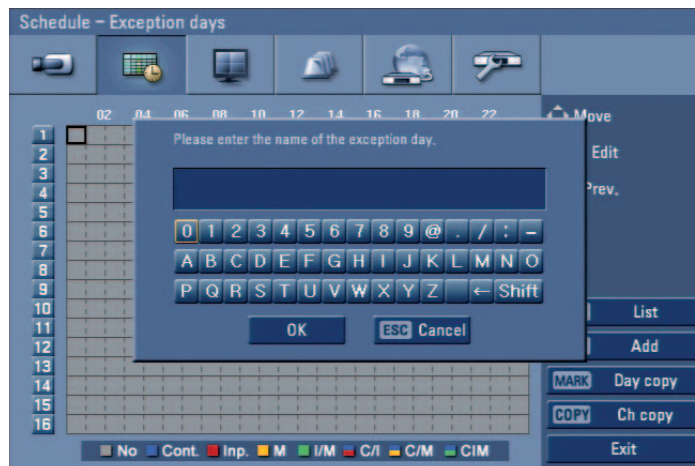 Schedule – Exception days
02 04 06 08 10 12 14 16 18 20 22
Move
Edit
Prev.
Please enter the name of the exception day.
1
2
3
4
5
6
7
8
9
10
11
12
13
14
15
16
0 1 2 3 4 5 6 7 8 9 @ . / : –
A B C D E F G H I J K L M N O
P Q R S T U V W X Y Z ← Shift
OK
ESC Cancel
List
Add
MARK Day copy
COPY Ch copy
Exit
No Cont. Inp. M I/M C/I C/M CIM